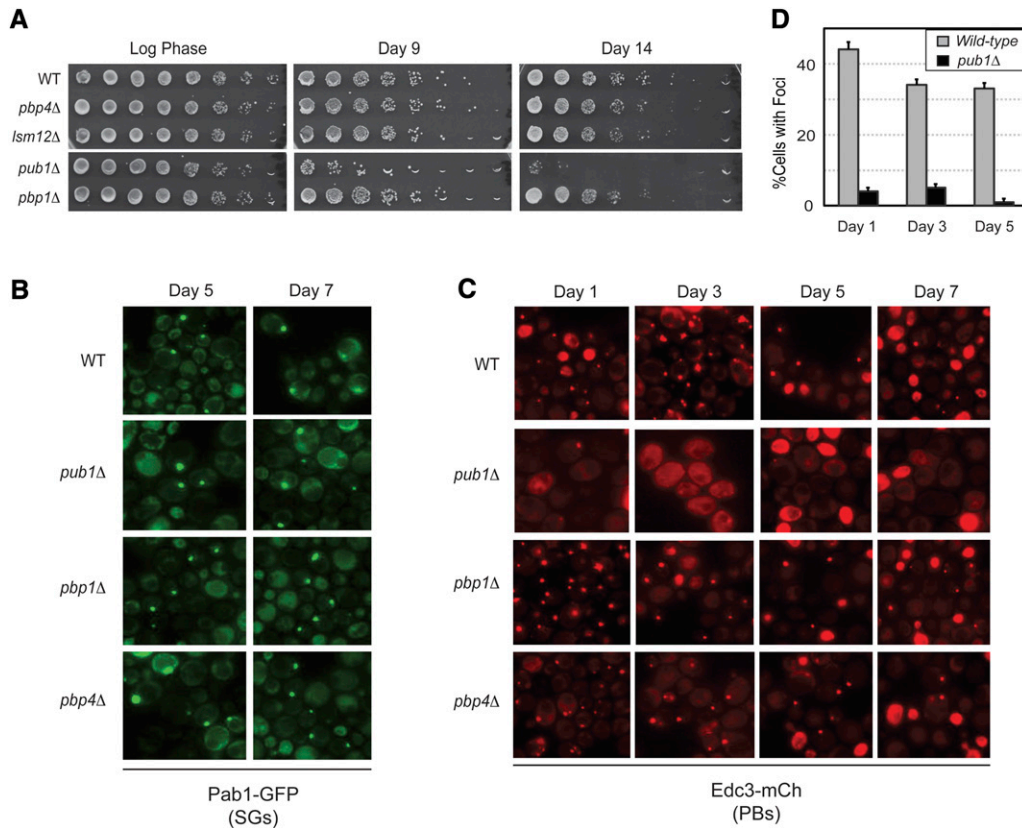 A
Log Phase Day 9 Day 14
WT
pbp4Δ
lsm12Δ
pub1Δ
pbp1Δ
D
Wild-type
pub1Δ
%Cells with Foci
40
20
0
Day 1 Day 3 Day 5
B
Day 5 Day 7
WT
pub1Δ
pbp1Δ
pbp4Δ
Pab1-GFP
(SGs)
C
Day 1 Day 3 Day 5 Day 7
WT
pub1Δ
pbp1Δ
pbp4Δ
Edc3-mCh
(PBs)